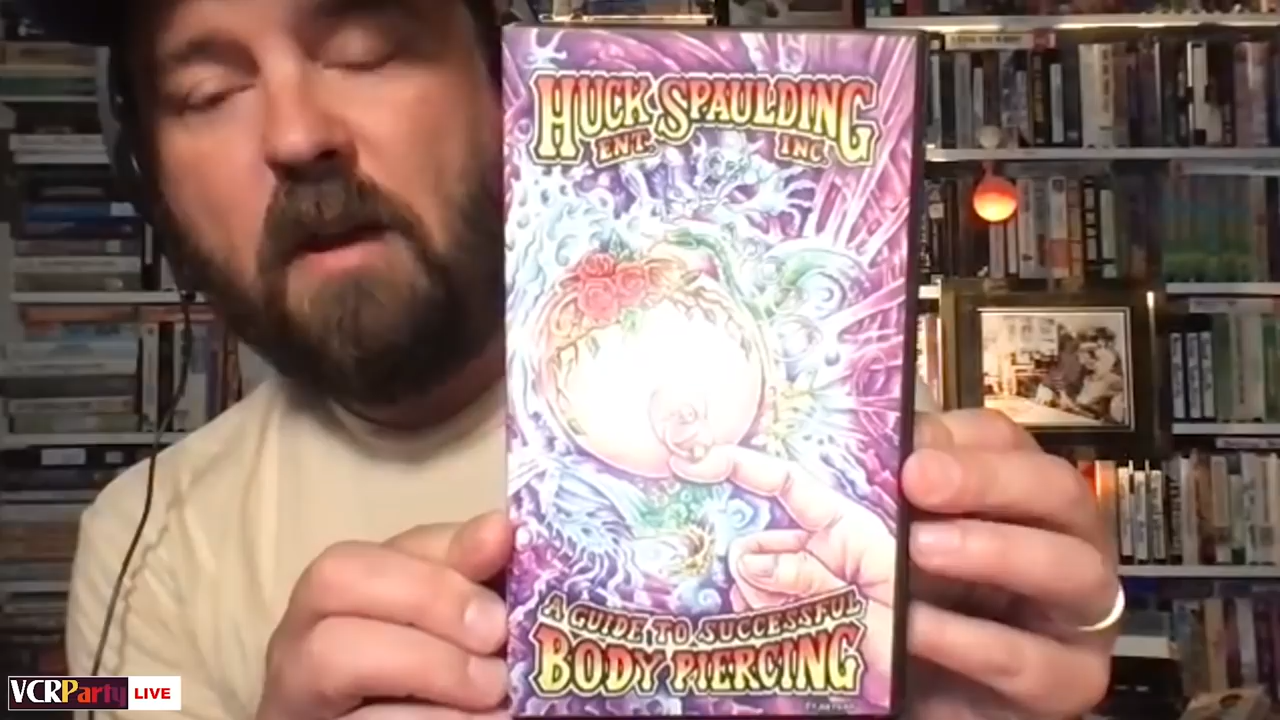 HUCK SPAULDING
ENT. INC.
A GUIDE TO SUCCESSFUL
BODY PIERCING
VCRParty LIVE